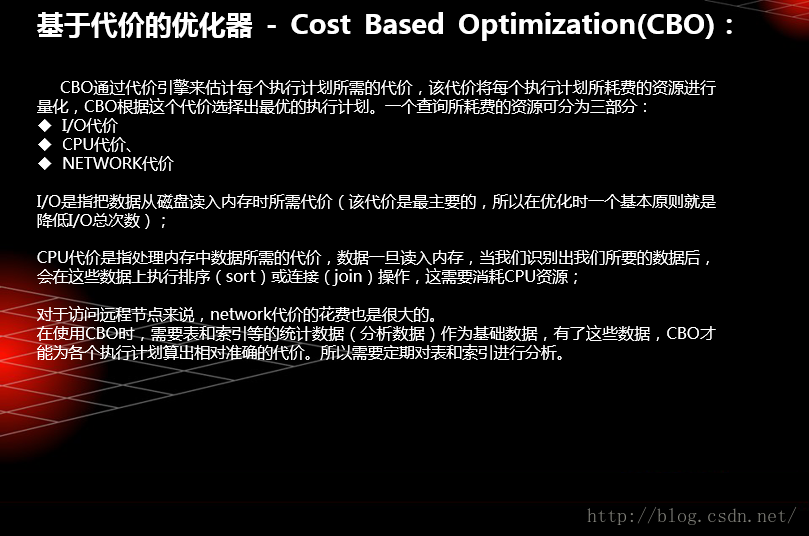 基于代价的优化器 - Cost Based Optimization(CBO)：
CBO通过代价引擎来估计每个执行计划所需的代价，该代价将每个执行计划所耗费的资源进行
量化，CBO根据这个代价选择出最优的执行计划。一个查询所耗费的资源可分为三部分：
◆ I/O代价
◆ CPU代价、
◆ NETWORK代价
I/O是指把数据从磁盘读入内存时所需代价（该代价是最主要的，所以在优化时一个基本原则就是
降低I/O总次数）；
CPU代价是指处理内存中数据所需的代价，数据一旦读入内存，当我们识别出我们所要的数据后，
会在这些数据上执行排序（sort）或连接（join）操作，这需要消耗CPU资源；
对于访问远程节点来说，network代价的花费也是很大的。
在使用CBO时，需要表和索引等的统计数据（分析数据）作为基础数据，有了这些数据，CBO才
能为各个执行计划算出相对准确的代价。所以需要定期对表和索引进行分析。
http://blog.csdn.net/